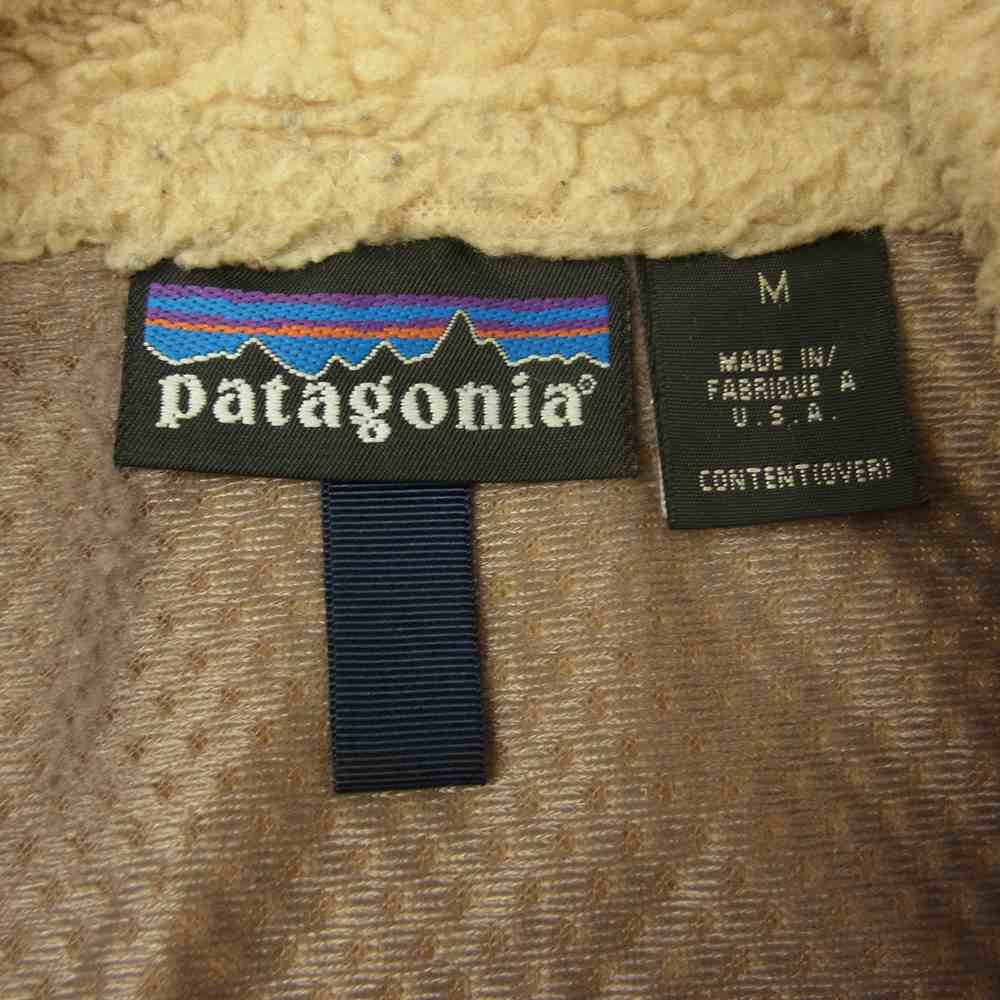 patagonia®
M
MADE IN/
FABRIQUE A
U.S.A.
CONTENT(OVER)